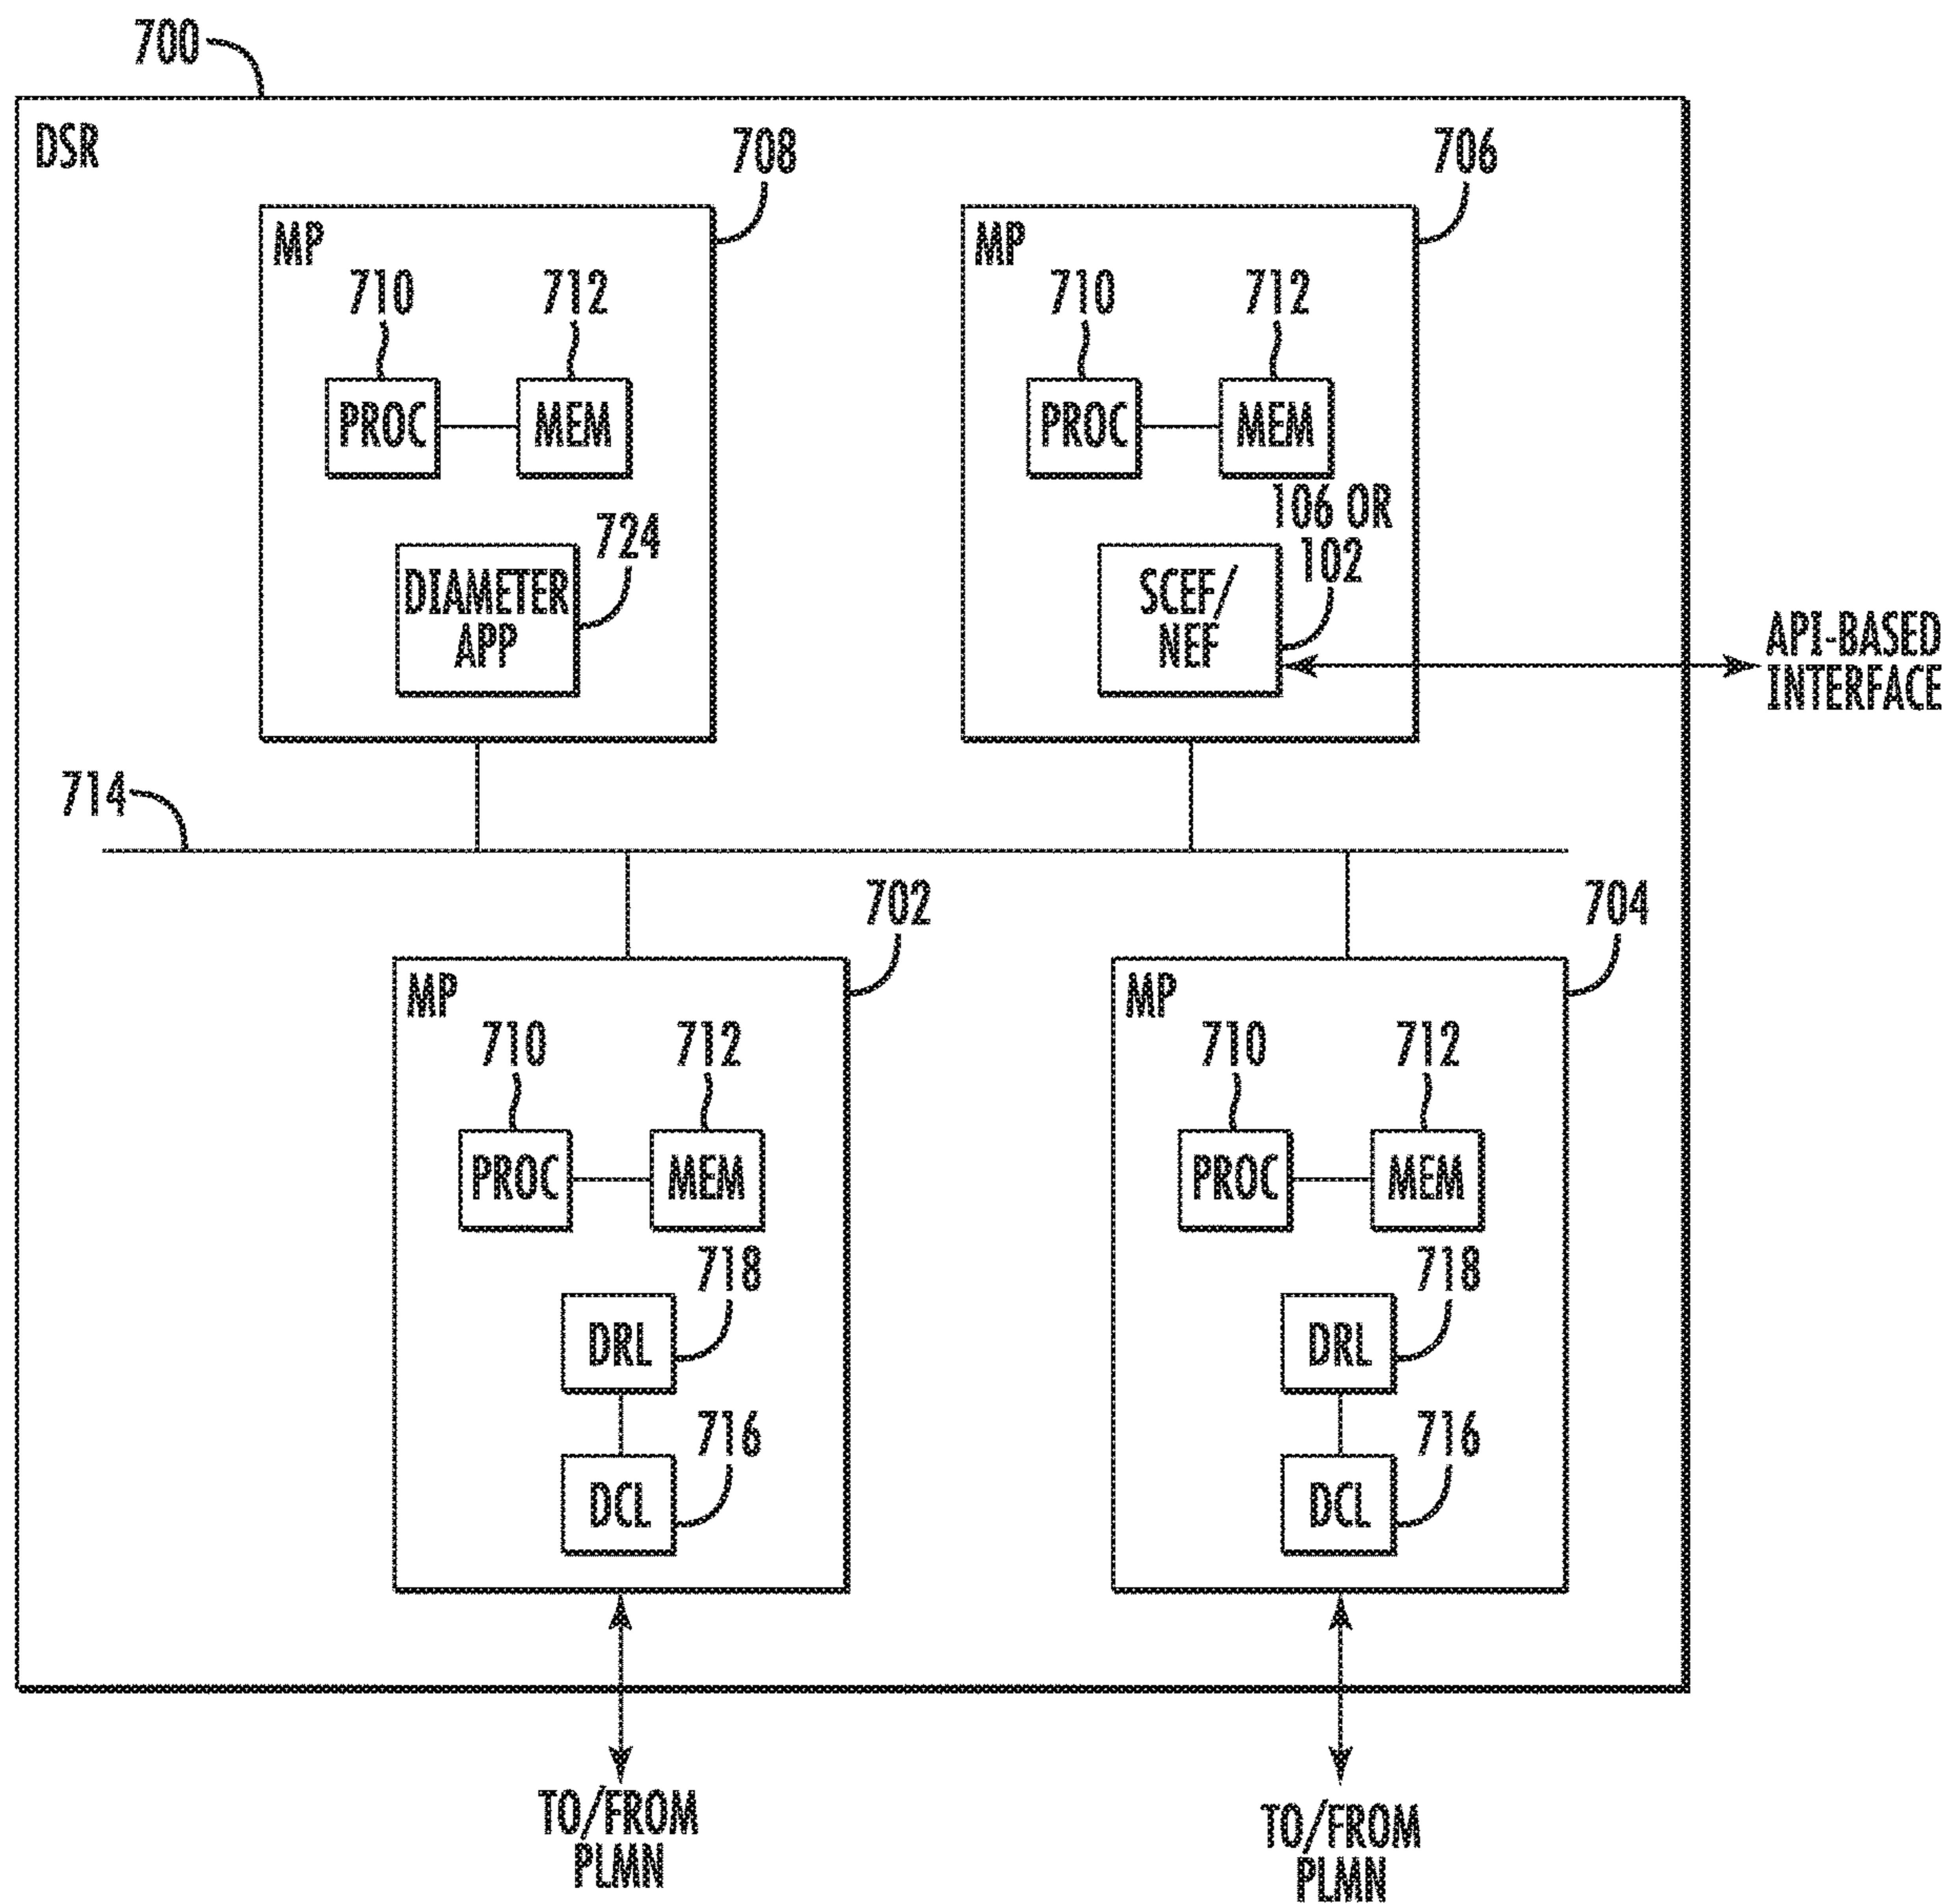 700
DSR
708
706
MP
MP
710
712
710
712
PROC
MEM
PROC
MEM
724
106 OR
102
DIAMETER
APP
SCEF/
NEF
API-BASED
INTERFACE
714
702
704
MP
MP
710
712
710
712
PROC
MEM
PROC
MEM
718
718
DRL
DRL
716
716
DCL
DCL
TO/FROM
PLMN
TO/FROM
PLMN